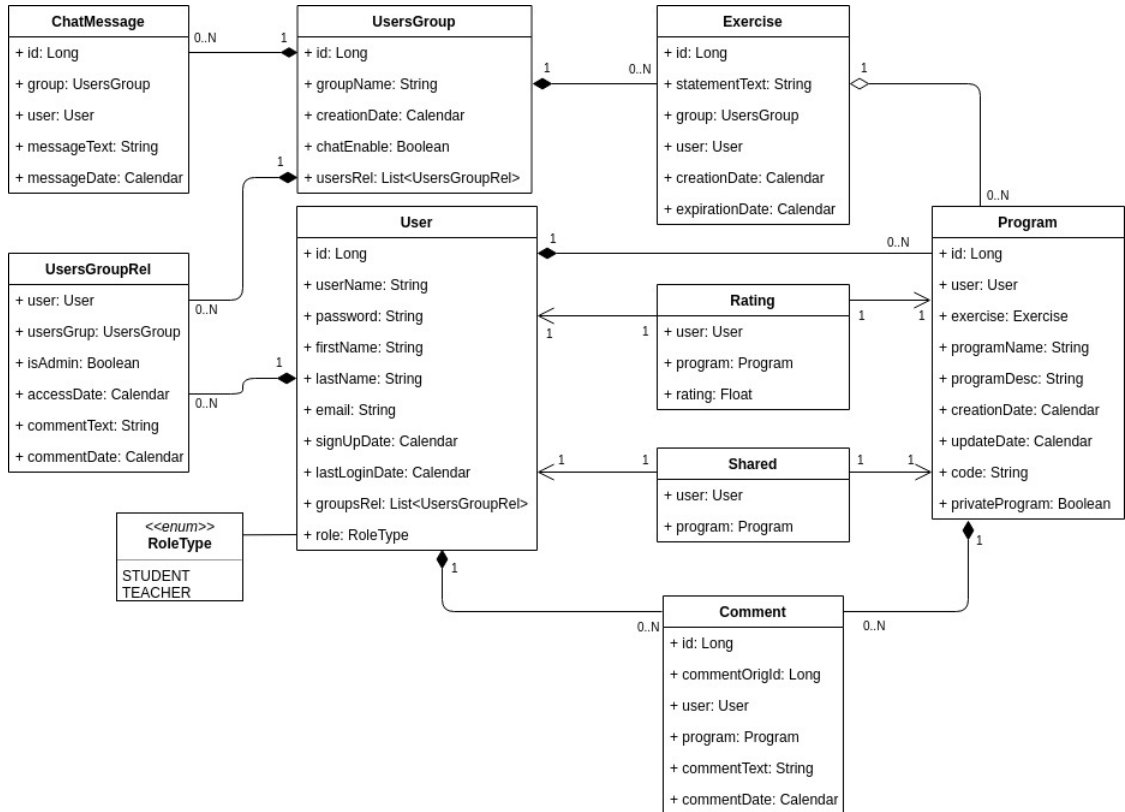 ChatMessage
+ id: Long
+ group: UsersGroup
+ user: User
+ messageText: String
+ messageDate: Calendar
0..N
1
UsersGroup
+ id: Long
+ groupName: String
+ creationDate: Calendar
+ chatEnable: Boolean
+ usersRel: List<UsersGroupRel>
1
1
0..N
Exercise
+ id: Long
+ statementText: String
+ group: UsersGroup
+ user: User
+ creationDate: Calendar
+ expirationDate: Calendar
1
0..N
UsersGroupRel
+ user: User
+ usersGrup: UsersGroup
+ isAdmin: Boolean
+ accessDate: Calendar
+ commentText: String
+ commentDate: Calendar
0..N
1
0..N
User
+ id: Long
+ userName: String
+ password: String
+ firstName: String
+ lastName: String
+ email: String
+ signUpDate: Calendar
+ lastLoginDate: Calendar
+ groupsRel: List<UsersGroupRel>
+ role: RoleType
1
0..N
Rating
+ user: User
+ program: Program
+ rating: Float
1
1
1
1
Shared
+ user: User
+ program: Program
1
1
1
1
Program
+ id: Long
+ user: User
+ exercise: Exercise
+ programName: String
+ programDesc: String
+ creationDate: Calendar
+ updateDate: Calendar
+ code: String
+ privateProgram: Boolean
<<enum>>
RoleType
STUDENT
TEACHER
1
1
0..N
0..N
Comment
+ id: Long
+ commentOrigId: Long
+ user: User
+ program: Program
+ commentText: String
+ commentDate: Calendar